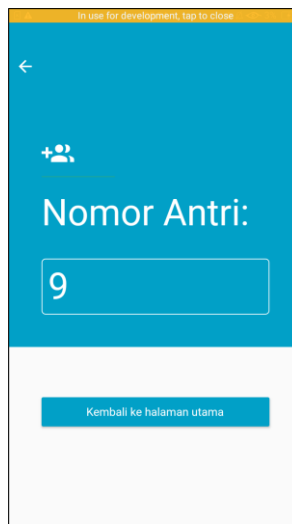 In use for development, tap to close
Nomor Antri:
9
Kembali ke halaman utama